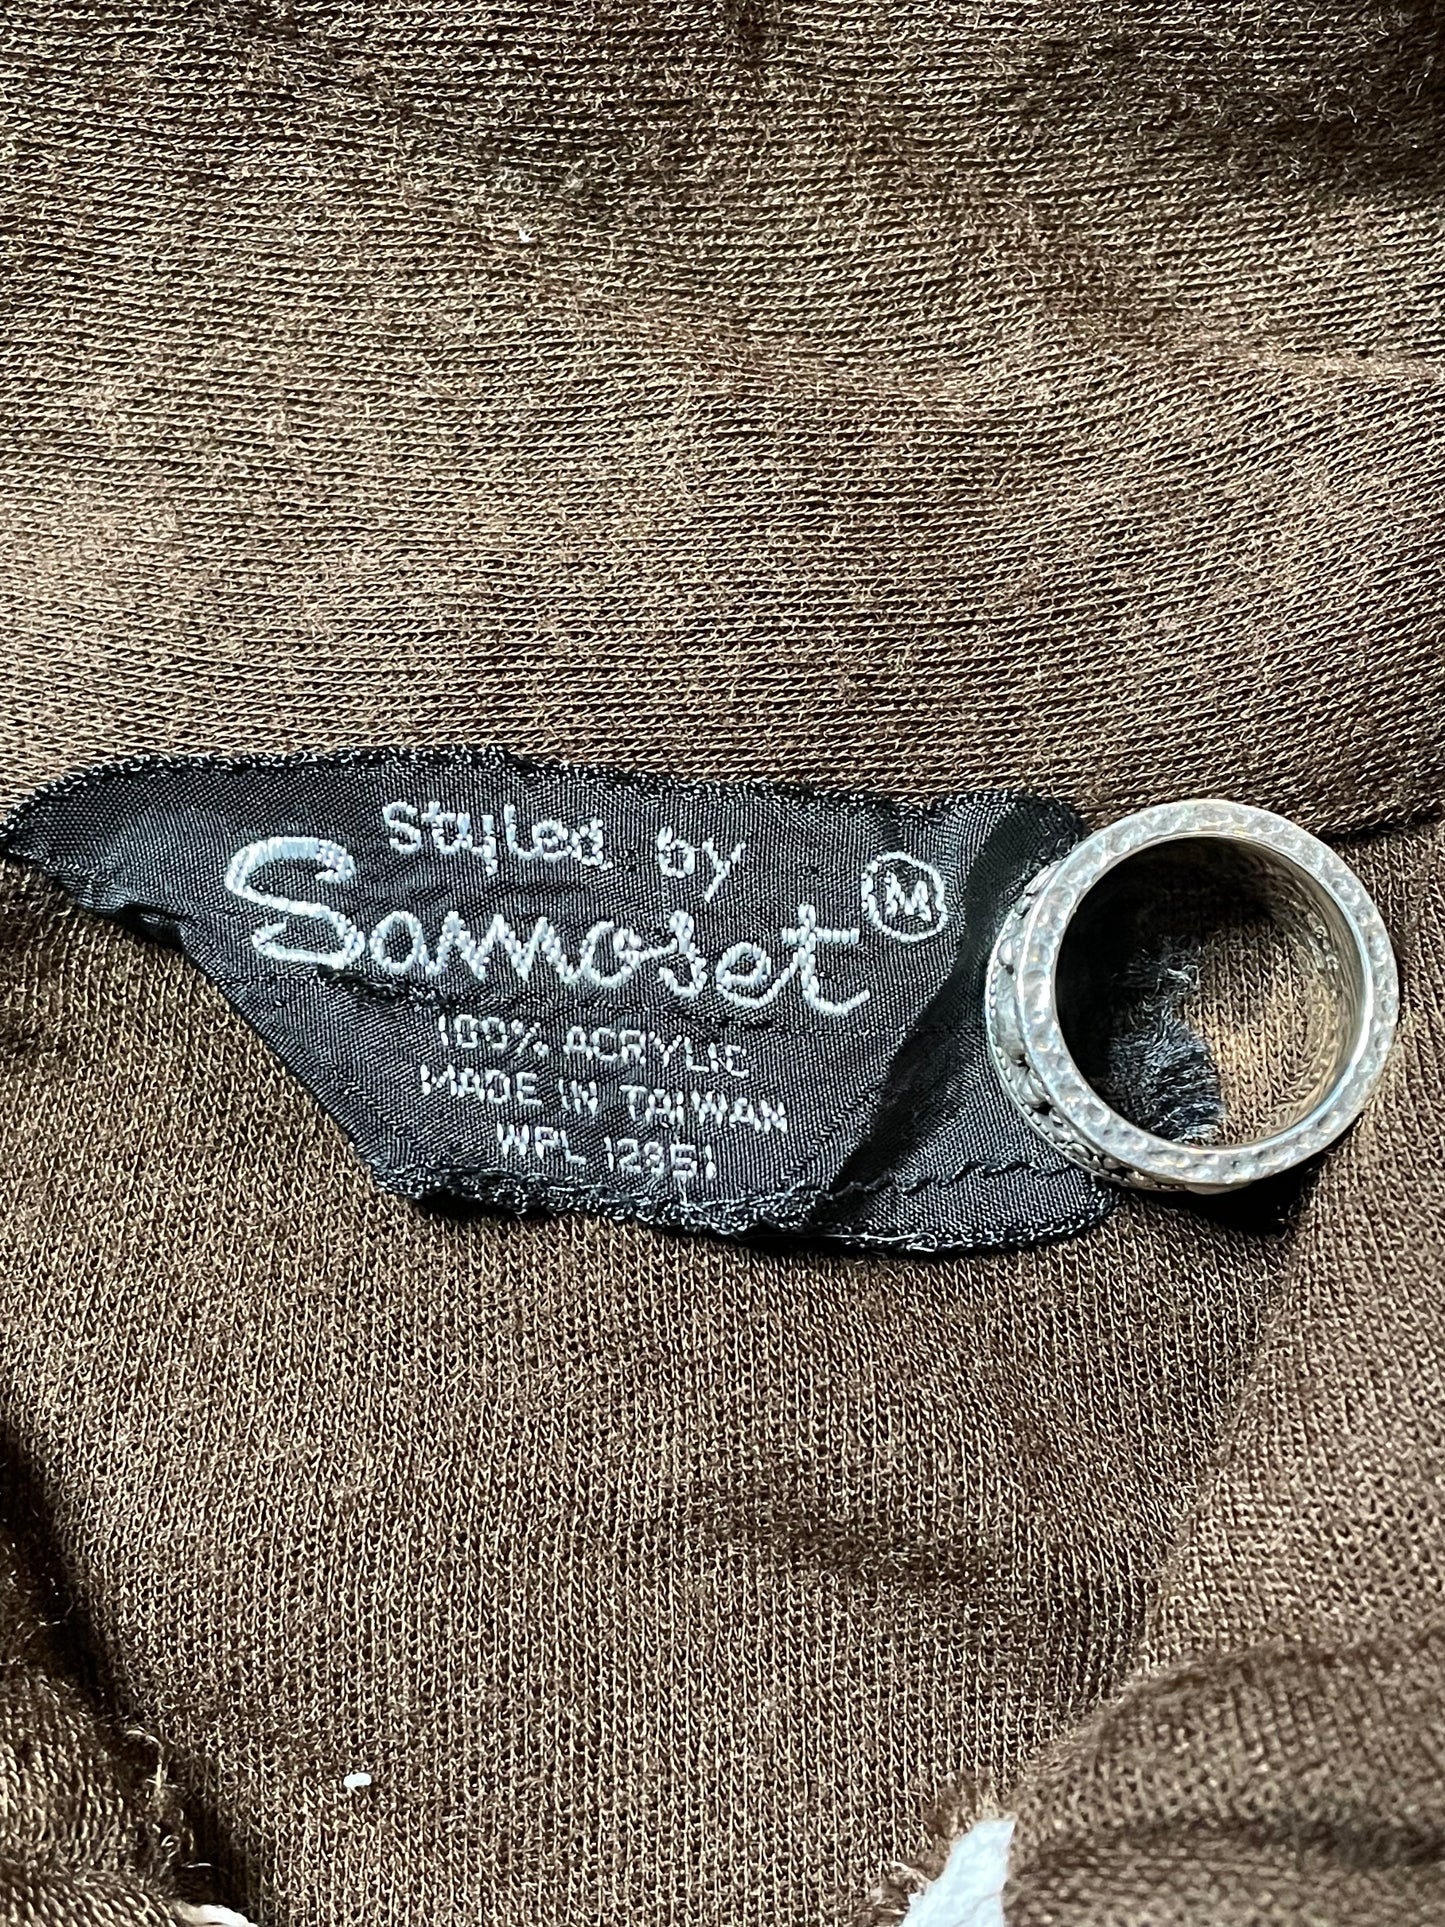 Styled by
Samoset M
100% ACRYLIC
MADE IN TAIWAN
WPL 12951